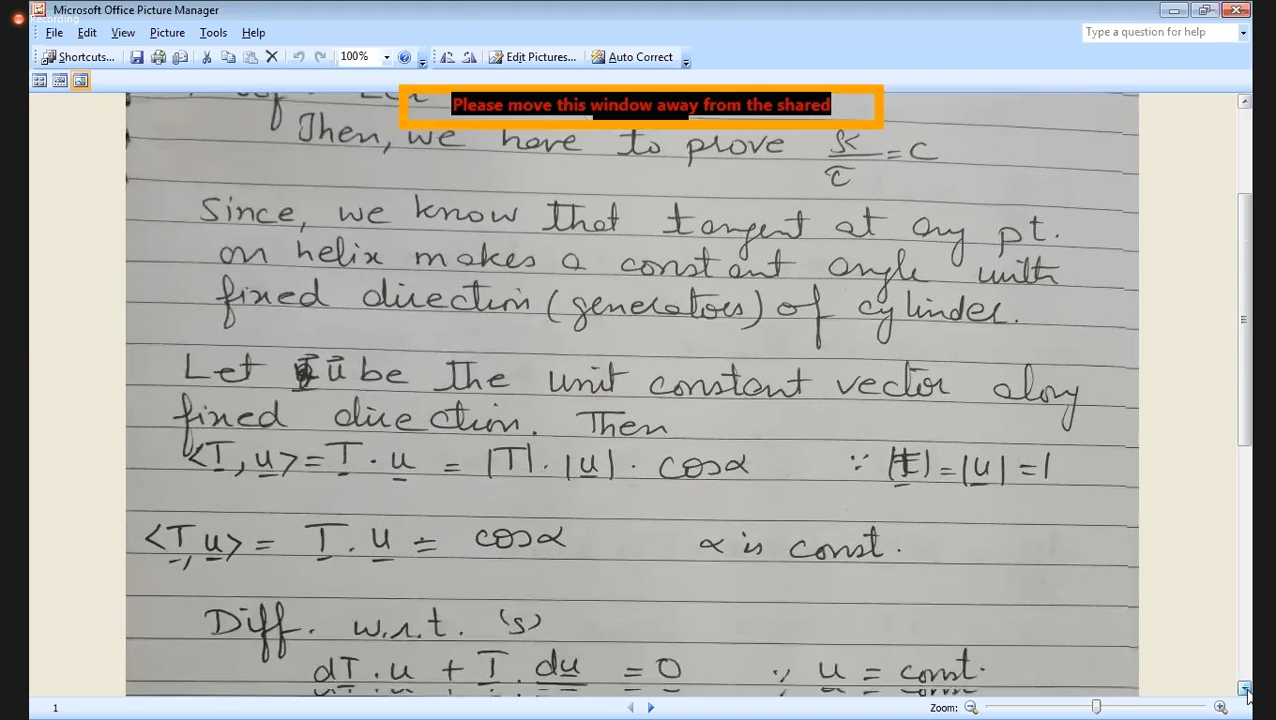 Recording
Microsoft Office Picture Manager
File Edit View Picture Tools Help
Type a question for help
Shortcuts... 100% Edit Pictures... Auto Correct
Please move this window away from the shared
Then, we have to prove K/τ = C
Since, we know that tangent at any pt.
on helix makes a constant angle with
fixed direction (generators) of cylinder.
Let u⃗ be the unit constant vector along
fixed direction. Then
<T, u> = T . u = |T| . |u| . cosα ∵ |T| = |u| = 1
<T, u> = T . u = cosα α is const.
Diff. w.r.t. 's'
dT . u + T . du = 0 ∵ u = const.
1
Zoom: